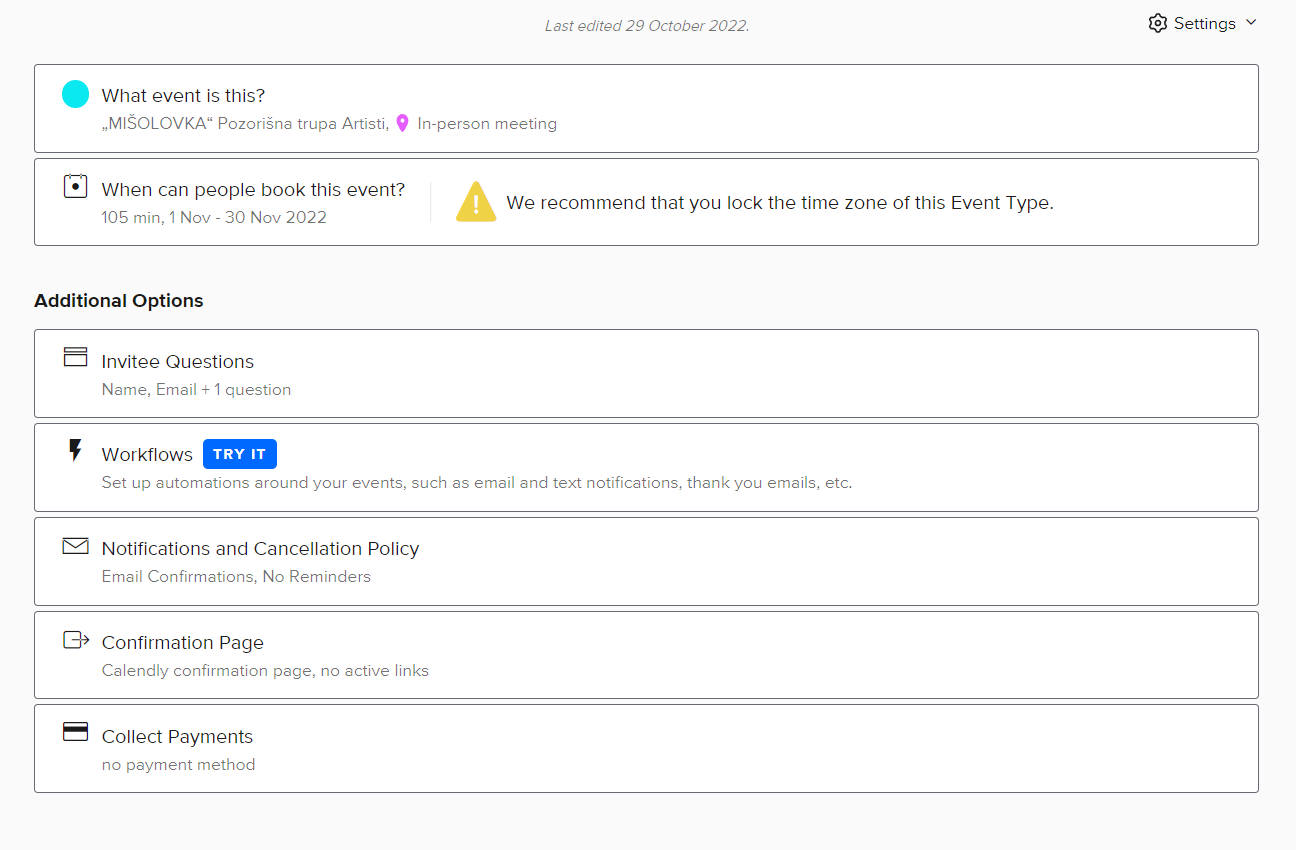 Last edited 29 October 2022.
Settings
What event is this?
„MIŠOLOVKA“ Pozorišna trupa Artisti, In-person meeting
When can people book this event?
105 min, 1 Nov - 30 Nov 2022
We recommend that you lock the time zone of this Event Type.
Additional Options
Invitee Questions
Name, Email + 1 question
Workflows TRY IT
Set up automations around your events, such as email and text notifications, thank you emails, etc.
Notifications and Cancellation Policy
Email Confirmations, No Reminders
Confirmation Page
Calendly confirmation page, no active links
Collect Payments
no payment method